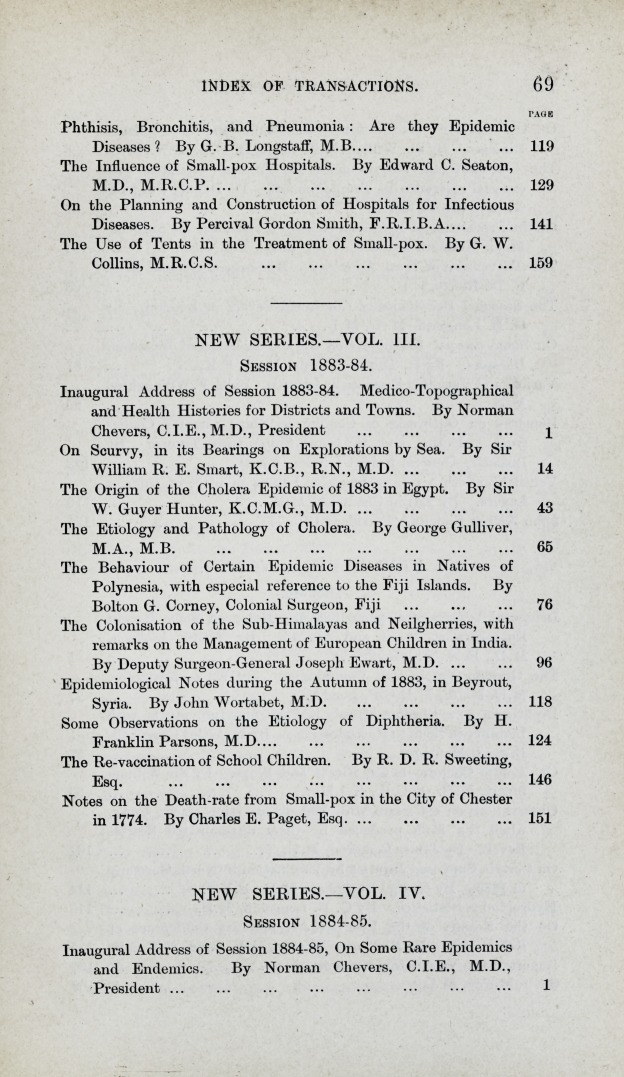 INDEX OF TRANSACTIONS. 69
PAGE
Phthisis, Bronchitis, and Pneumonia: Are they Epidemic
Diseases? By G. B. Longstaff, M.B.... ... ... ... 119
The Influence of Small-pox Hospitals. By Edward C. Seaton,
M.D., M.R.C.P. ... ... ... ... ... ... ... 129
On the Planning and Construction of Hospitals for Infectious
Diseases. By Percival Gordon Smith, F.R.I.B.A.... ... 141
The Use of Tents in the Treatment of Small-pox. By G. W.
Collins, M.R.C.S. ... ... ... ... ... ... 159
NEW SERIES.—VOL. III.
SESSION 1883-84.
Inaugural Address of Session 1883-84. Medico-Topographical
and Health Histories for Districts and Towns. By Norman
Chevers, C.I.E., M.D., President ... ... ... ... 1
On Scurvy, in its Bearings on Explorations by Sea. By Sir
William R. E. Smart, K.C.B., R.N., M.D. ... ... ... 14
The Origin of the Cholera Epidemic of 1883 in Egypt. By Sir
W. Guyer Hunter, K.C.M.G., M.D. ... ... ... ... 43
The Etiology and Pathology of Cholera. By George Gulliver,
M.A., M.B. ... ... ... ... ... ... ... 65
The Behaviour of Certain Epidemic Diseases in Natives of
Polynesia, with especial reference to the Fiji Islands. By
Bolton G. Corney, Colonial Surgeon, Fiji ... ... ... 76
The Colonisation of the Sub-Himalayas and Neilgherries, with
remarks on the Management of European Children in India.
By Deputy Surgeon-General Joseph Ewart, M.D. ... ... 96
Epidemiological Notes during the Autumn of 1883, in Beyrout,
Syria. By John Wortabet, M.D. ... ... ... ... 118
Some Observations on the Etiology of Diphtheria. By H.
Franklin Parsons, M.D.... ... ... ... ... ... 124
The Re-vaccination of School Children. By R. D. R. Sweeting,
Esq. ... ... ... ... ... ... ... ... 146
Notes on the Death-rate from Small-pox in the City of Chester
in 1774. By Charles E. Paget, Esq. ... ... ... ... 151
NEW SERIES.—VOL. IV.
SESSION 1884-85.
Inaugural Address of Session 1884-85, On Some Rare Epidemics
and Endemics. By Norman Chevers, C.I.E., M.D.,
President ... ... ... ... ... ... ... ... 1